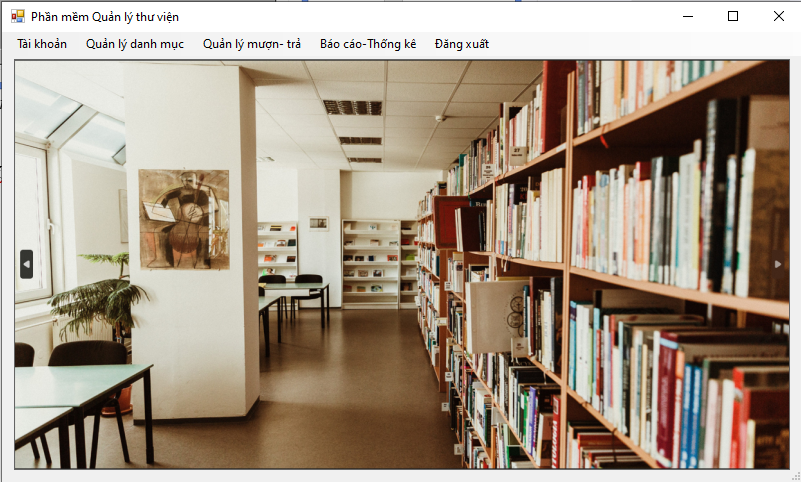 Phần mềm Quản lý thư viện
Tài khoản Quản lý danh mục Quản lý mượn- trả Báo cáo-Thống kê Đăng xuất